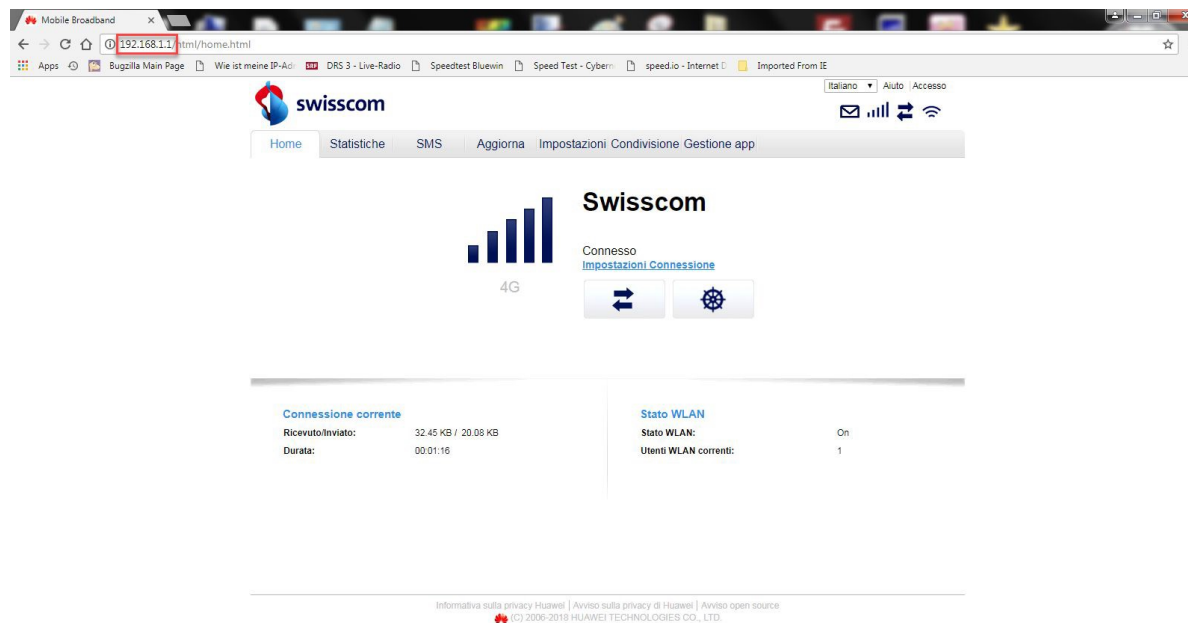 Mobile Broadband
192.168.1.1/html/home.html
Apps Bugzilla Main Page Wie ist meine IP-Ad DRS 3 - Live-Radio Speedtest Bluewin Speed Test - Cybern speed.io - Internet D Imported From IE
Italiano Aiuto Accesso
swisscom
Home Statistiche SMS Aggiorna Impostazioni Condivisione Gestione app
Swisscom
Connesso
Impostazioni Connessione
4G
Connessione corrente
Ricevuto/Inviato: 32.45 KB / 20.08 KB
Durata: 00:01:16
Stato WLAN
Stato WLAN: On
Utenti WLAN correnti: 1
Informativa sulla privacy Huawei | Avviso sulla privacy di Huawei | Avviso open source
(C) 2006-2018 HUAWEI TECHNOLOGIES CO., LTD.